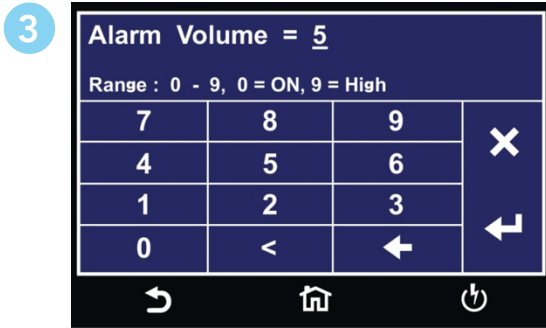 3
Alarm Volume = 5
Range : 0 - 9, 0 = ON, 9 = High
7 8 9
4 5 6
1 2 3
0 <